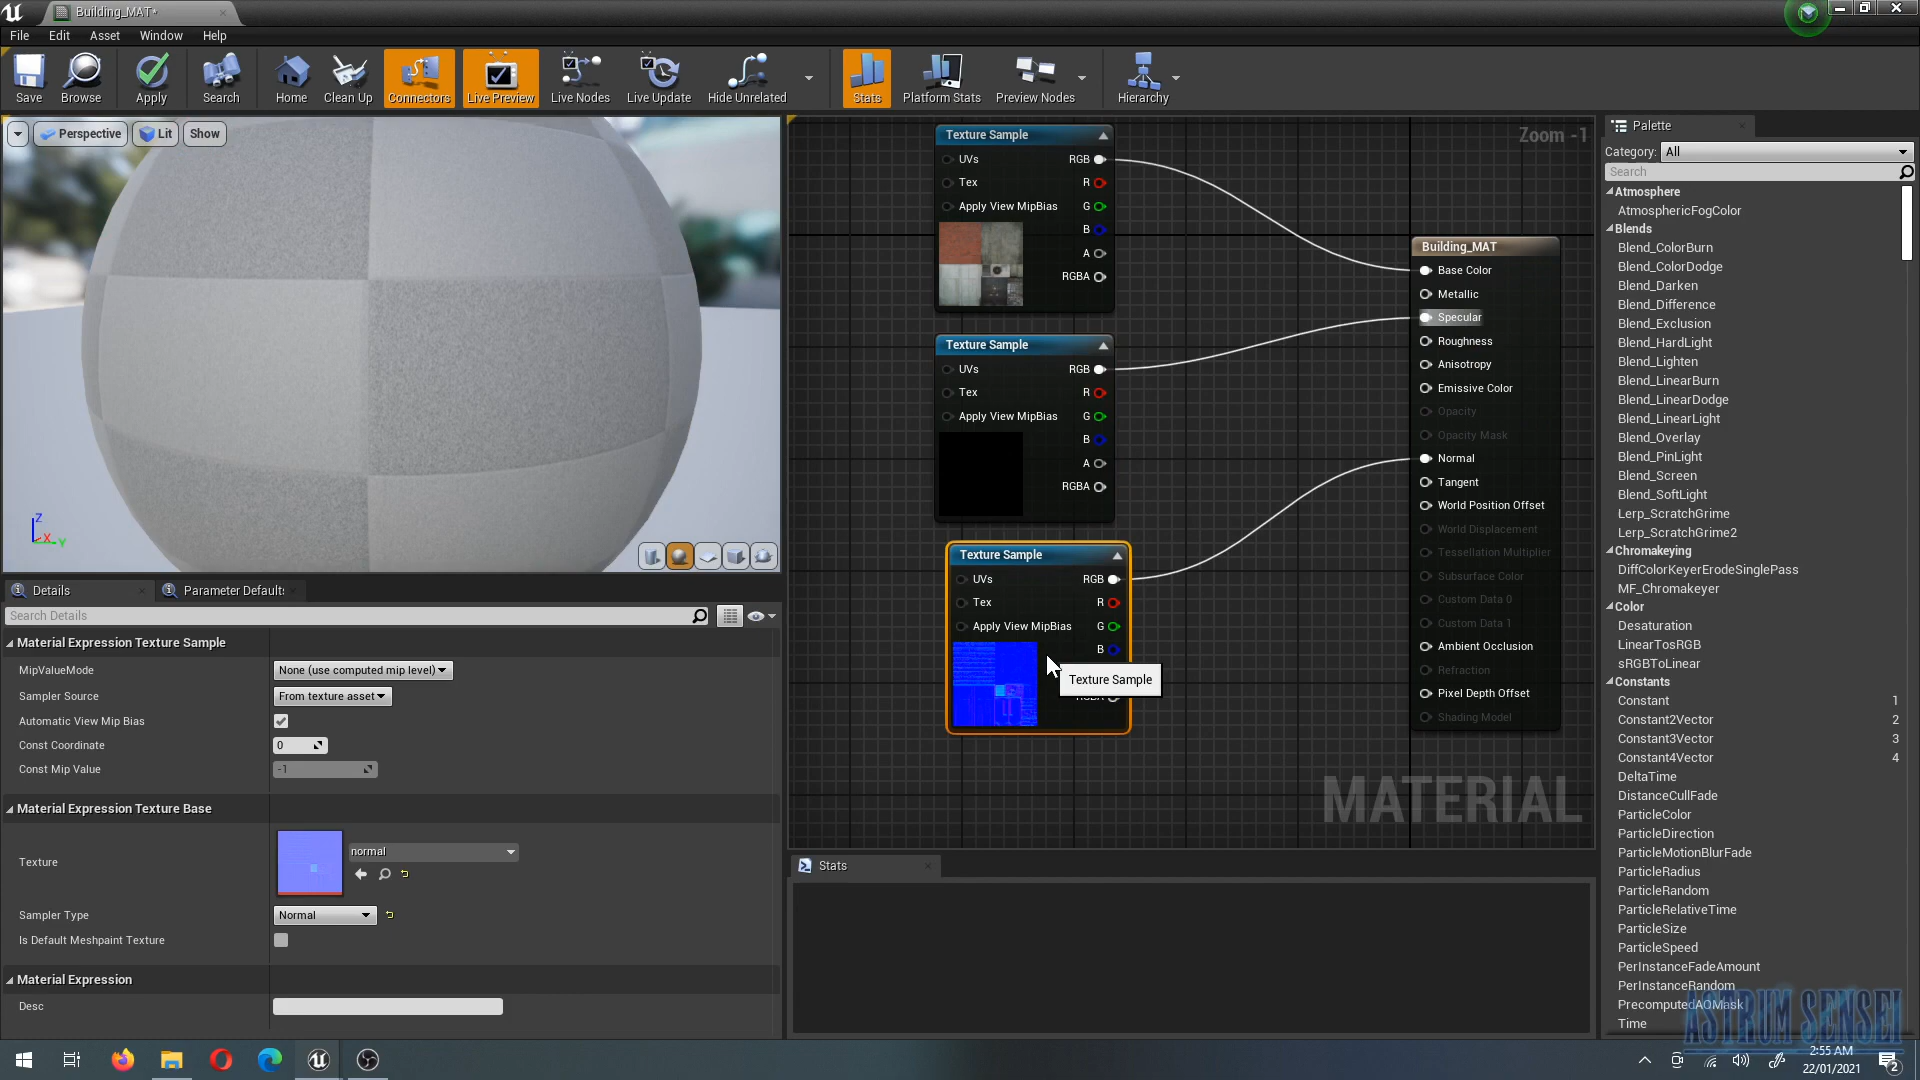 Building_MAT*
File Edit Asset Window Help
Save Browse Apply Search Home Clean Up Connectors Live Preview Live Nodes Live Update Hide Unrelated Stats Platform Stats Preview Nodes Hierarchy
Perspective Lit Show
Z
X
Y
Zoom -1
Texture Sample
UVs RGB
Tex R
Apply View MipBias G
B
A
RGBA
Texture Sample
UVs RGB
Tex R
Apply View MipBias G
B
A
RGBA
Texture Sample
UVs RGB
Tex R
Apply View MipBias G
B
Texture Sample
Building_MAT
Base Color
Metallic
Specular
Roughness
Anisotropy
Emissive Color
Opacity
Opacity Mask
Normal
Tangent
World Position Offset
World Displacement
Tessellation Multiplier
Subsurface Color
Custom Data 0
Custom Data 1
Ambient Occlusion
Refraction
Pixel Depth Offset
Shading Model
MATERIAL
Stats
Details Parameter Default
Search Details
Material Expression Texture Sample
MipValueMode None (use computed mip level)
Sampler Source From texture asset
Automatic View Mip Bias
Const Coordinate 0
Const Mip Value -1
Material Expression Texture Base
Texture normal
Sampler Type Normal
Is Default Meshpaint Texture
Material Expression
Desc
Palette
Category: All
Search
Atmosphere
AtmosphericFogColor
Blends
Blend_ColorBurn
Blend_ColorDodge
Blend_Darken
Blend_Difference
Blend_Exclusion
Blend_HardLight
Blend_Lighten
Blend_LinearBurn
Blend_LinearDodge
Blend_LinearLight
Blend_Overlay
Blend_PinLight
Blend_Screen
Blend_SoftLight
Lerp_ScratchGrime
Lerp_ScratchGrime2
Chromakeying
DiffColorKeyerErodeSinglePass
MF_Chromakeyer
Color
Desaturation
LinearTosRGB
sRGBToLinear
Constants
Constant 1
Constant2Vector 2
Constant3Vector 3
Constant4Vector 4
DeltaTime
DistanceCullFade
ParticleColor
ParticleDirection
ParticleMotionBlurFade
ParticleRadius
ParticleRandom
ParticleRelativeTime
ParticleSize
ParticleSpeed
PerInstanceFadeAmount
PerInstanceRandom
PrecomputedAOMask
Time
ASTRUM SENSEI
2:55 AM
22/01/2021
2